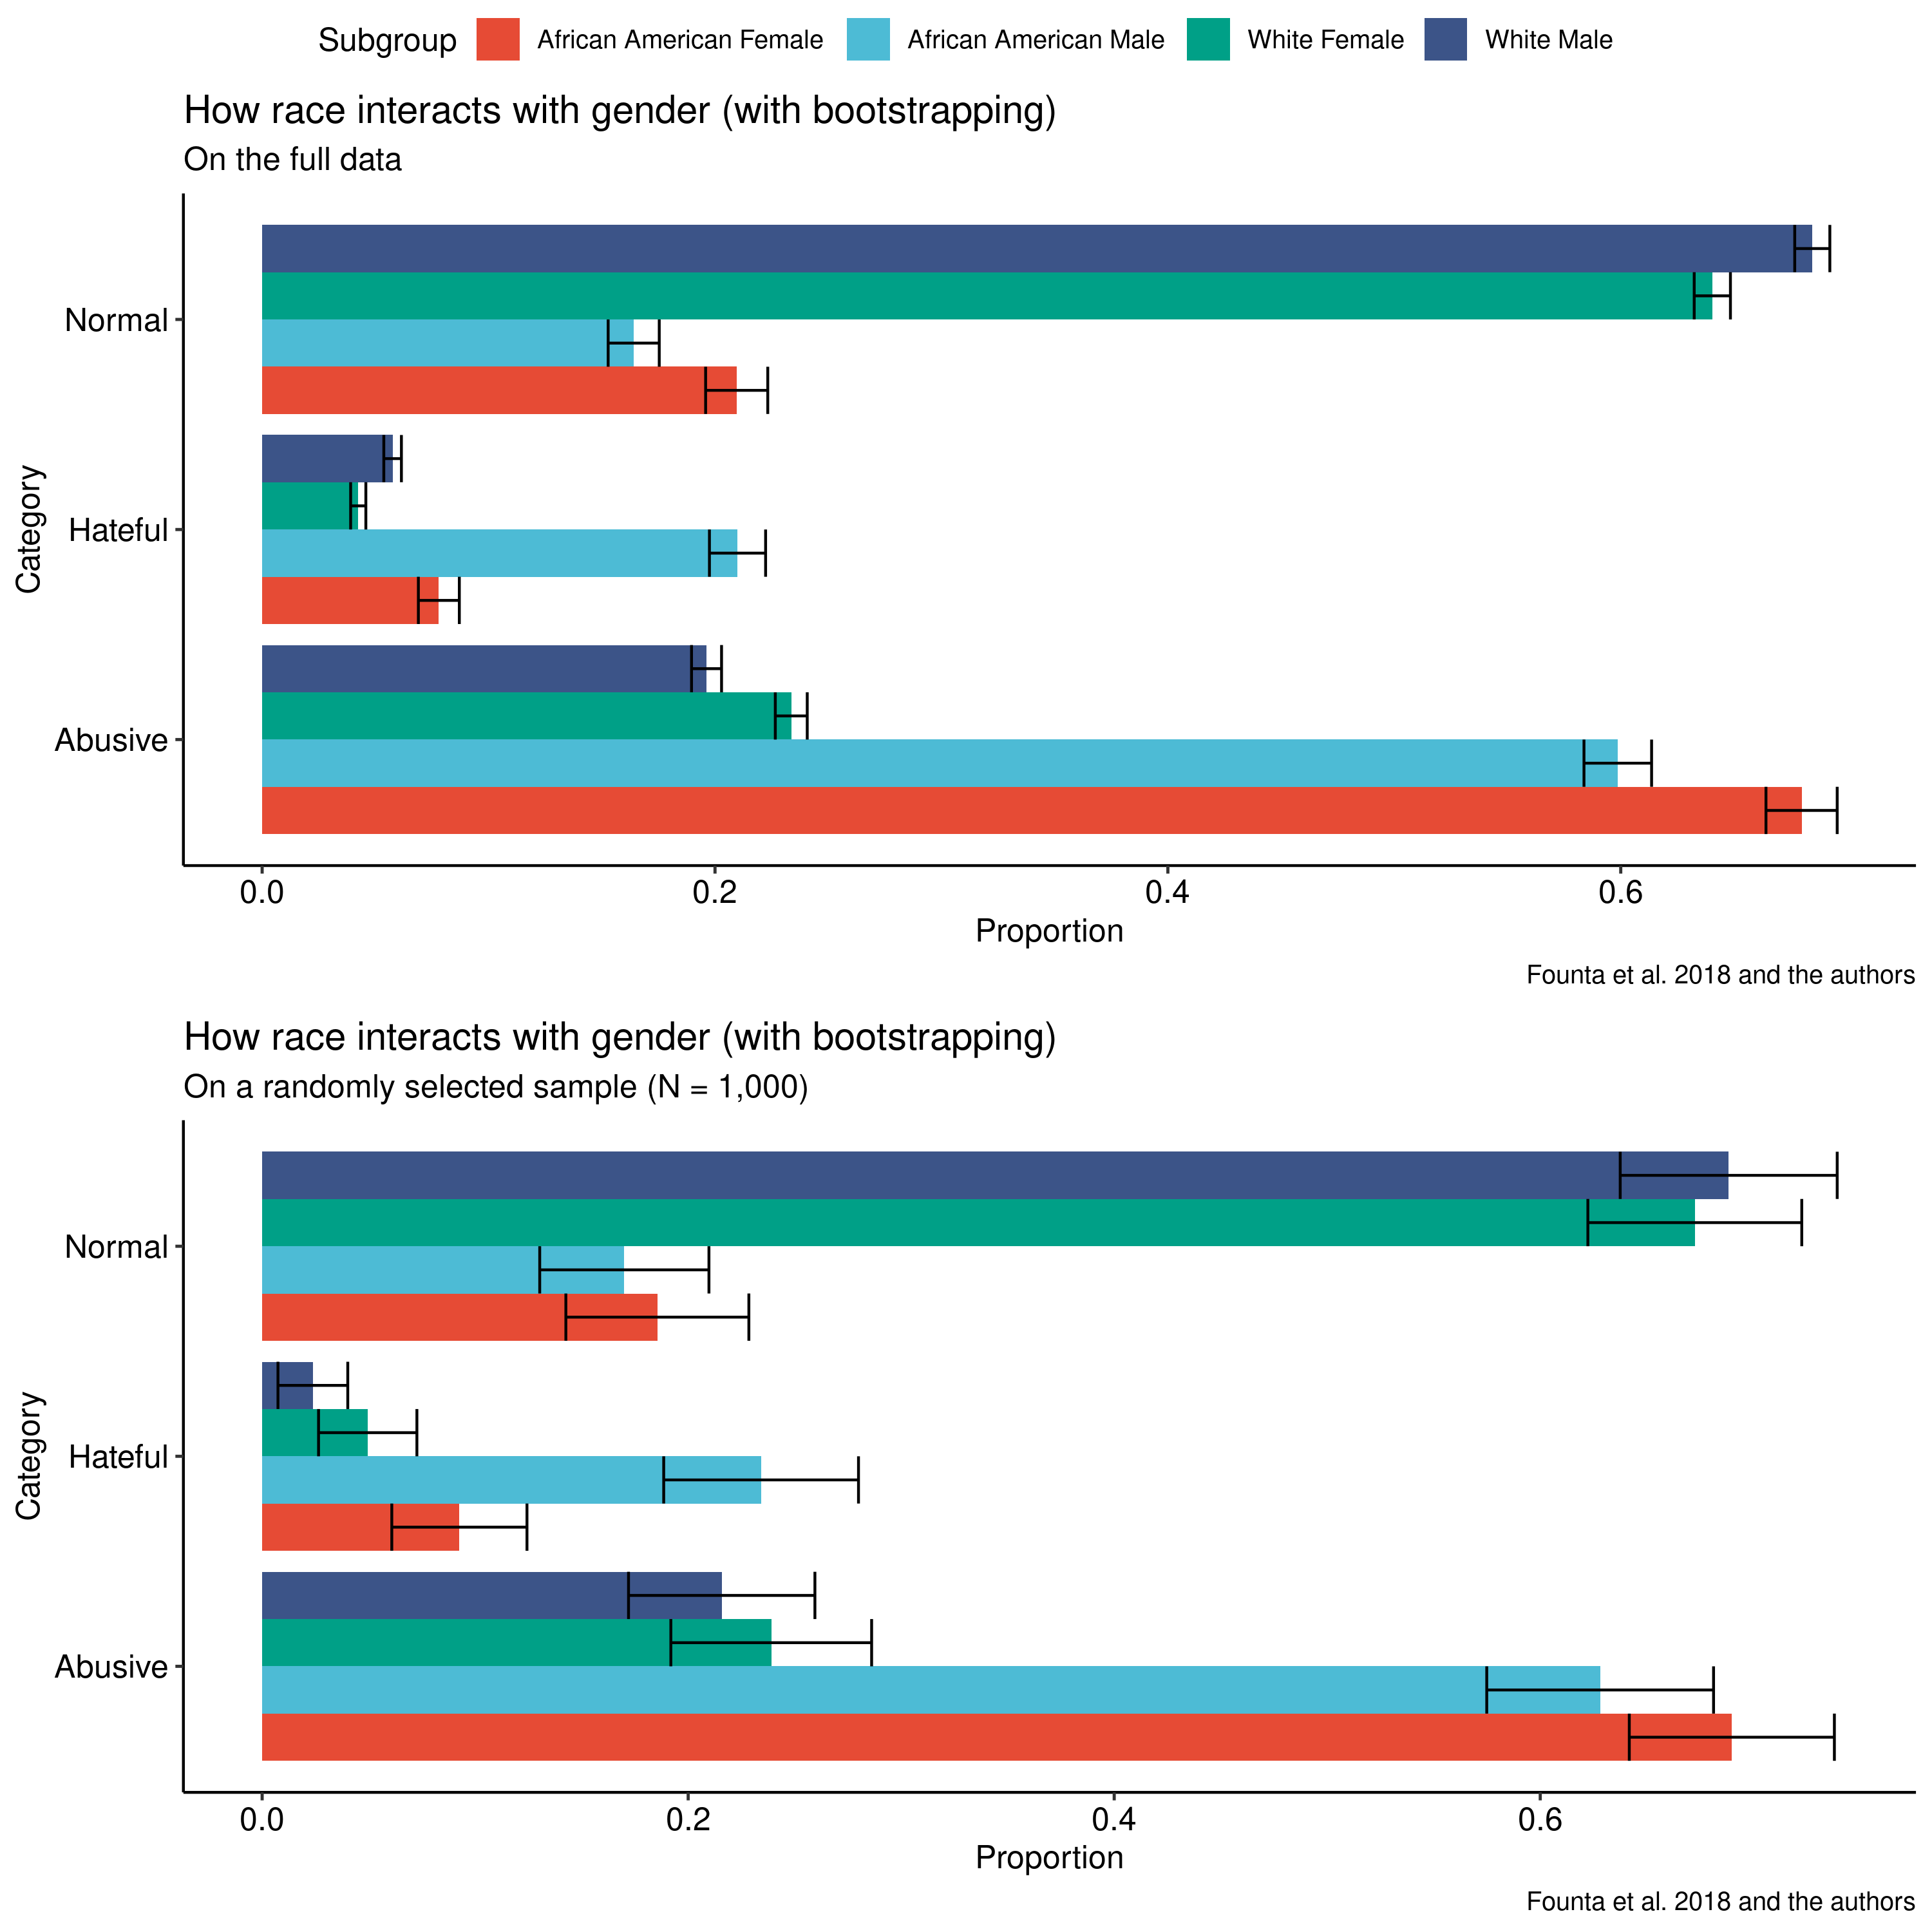 Subgroup African American Female African American Male White Female White Male
How race interacts with gender (with bootstrapping)
On the full data
Category
Normal
Hateful
Abusive
0.0 0.2 0.4 0.6
Proportion
Founta et al. 2018 and the authors
How race interacts with gender (with bootstrapping)
On a randomly selected sample (N = 1,000)
Category
Normal
Hateful
Abusive
0.0 0.2 0.4 0.6
Proportion
Founta et al. 2018 and the authors